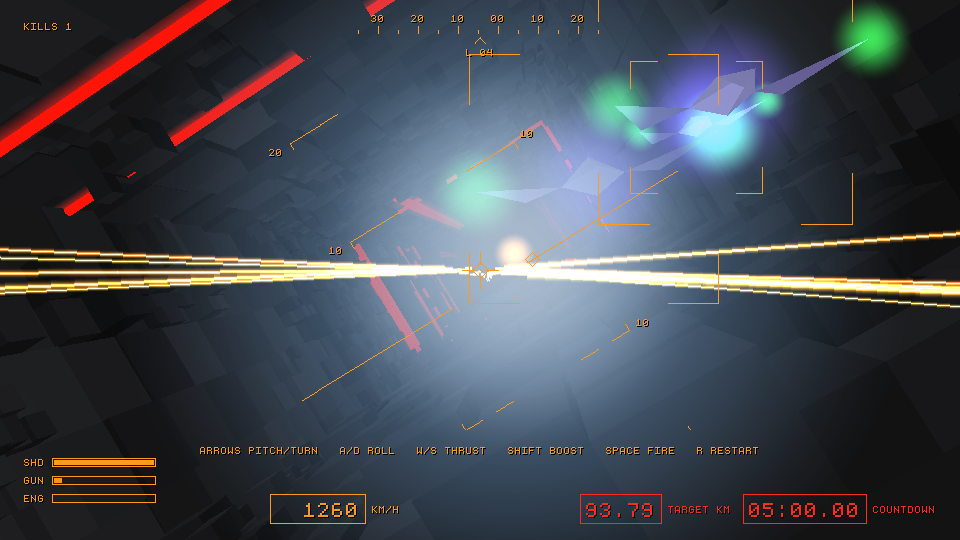 KILLS 1
30 20 10 00 10 20
L 04
10
20
10
10
ARROWS PITCH/TURN A/D ROLL W/S THRUST SHIFT BOOST SPACE FIRE R RESTART
SHD
GUN
ENG
1260 KM/H
93.79 TARGET KM
05:00.00 COUNTDOWN